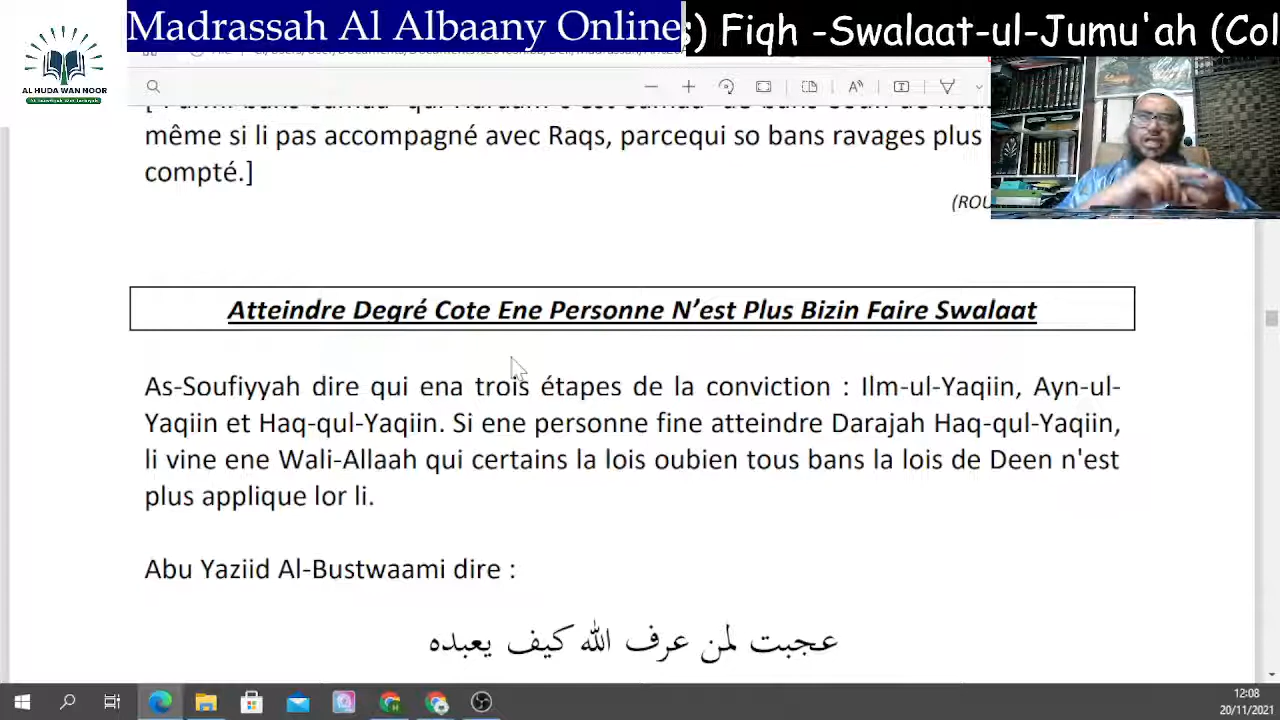 Madrassah Al Albaany Online
s) Fiqh -Swalaat-ul-Jumu'ah (Col
AL HUDA WAN NOOR
même si li pas accompagné avec Raqs, parcequi so bans ravages plus
compté.]
(ROU
Atteindre Degré Cote Ene Personne N'est Plus Bizin Faire Swalaat
As-Soufiyyah dire qui ena trois étapes de la conviction : Ilm-ul-Yaqiin, Ayn-ul-
Yaqiin et Haq-qul-Yaqiin. Si ene personne fine atteindre Darajah Haq-qul-Yaqiin,
li vine ene Wali-Allaah qui certains la lois oubien tous bans la lois de Deen n'est
plus applique lor li.
Abu Yaziid Al-Bustwaami dire :
عجبت لمن عرف الله كيف يعبده
12:08
20/11/2021